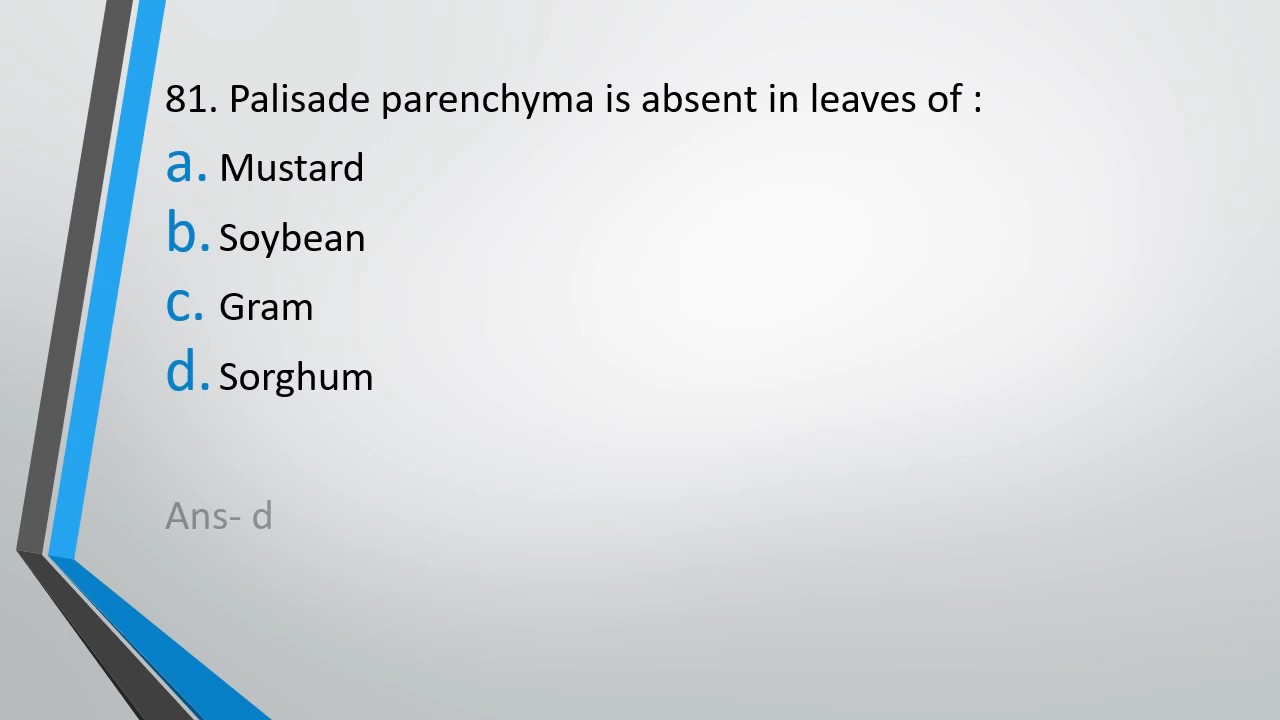 81. Palisade parenchyma is absent in leaves of :
a. Mustard
b. Soybean
c. Gram
d. Sorghum
Ans- d